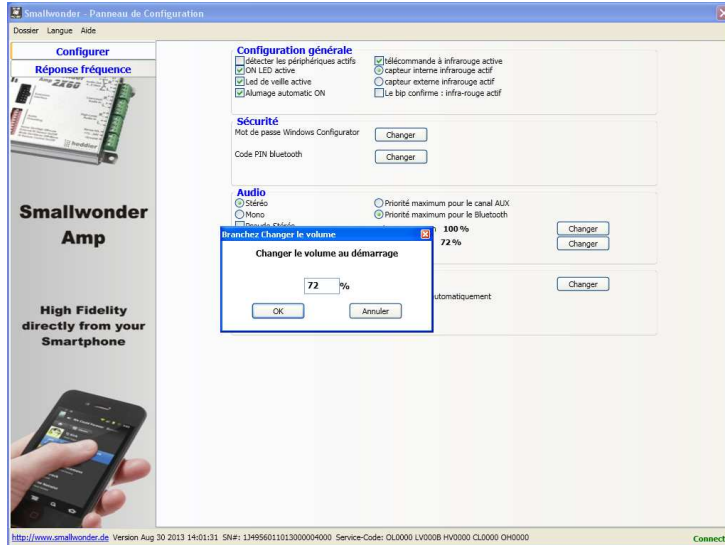 Smallwonder - Panneau de Configuration
Dossier Langue Aide
Configurer
Réponse fréquence
Amp 2X60
Smallwonder
Amp
High Fidelity
directly from your
Smartphone
Configuration générale
détecter les périphériques actifs
ON LED active
Led de veille active
Alumage automatic ON
télécommande à infrarouge active
capteur interne infrarouge actif
capteur externe infrarouge actif
Le bip confirme : infra-rouge actif
Sécurité
Mot de passe Windows Configurator Changer
Code PIN bluetooth Changer
Audio
Stéréo
Mono
Pseudo Stéréo
Priorité maximum pour le canal AUX
Priorité maximum pour le Bluetooth
100 % Changer
72 % Changer
Changer
utomatiquement
Branchez Changer le volume
Changer le volume au démarrage
72 %
OK Annuler
http://www.smallwonder.de Version Aug 30 2013 14:01:31 SN#: 1J4956011013000004000 Service-Code: OL0000 LV000B HV0000 CL0000 OH0000 Connect